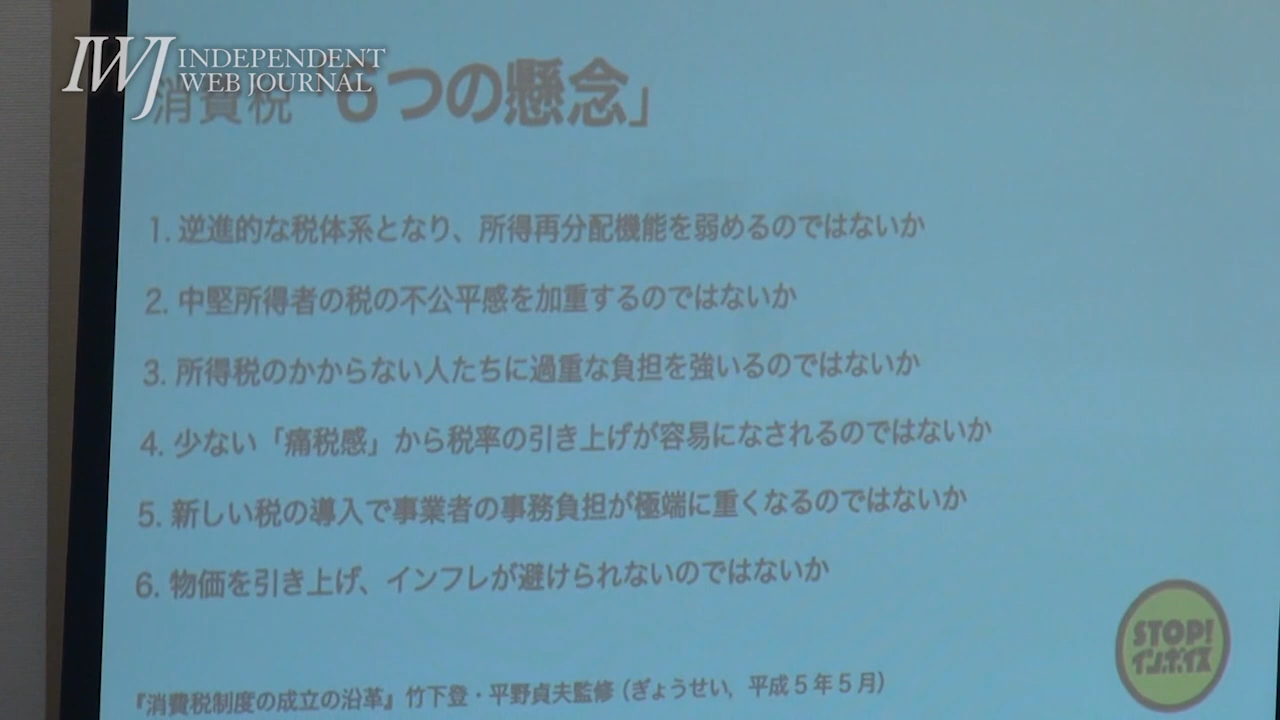 IWJ INDEPENDENT
WEB JOURNAL
消費税「6つの懸念」
1. 逆進的な税体系となり、所得再分配機能を弱めるのではないか
2. 中堅所得者の税の不公平感を加重するのではないか
3. 所得税のかからない人たちに過重な負担を強いるのではないか
4. 少ない「痛税感」から税率の引き上げが容易になされるのではないか
5. 新しい税の導入で事業者の事務負担が極端に重くなるのではないか
6. 物価を引き上げ、インフレが避けられないのではないか
STOP!
インボイス
『消費税制度の成立の沿革』竹下登・平野貞夫監修(ぎょうせい, 平成5年5月)